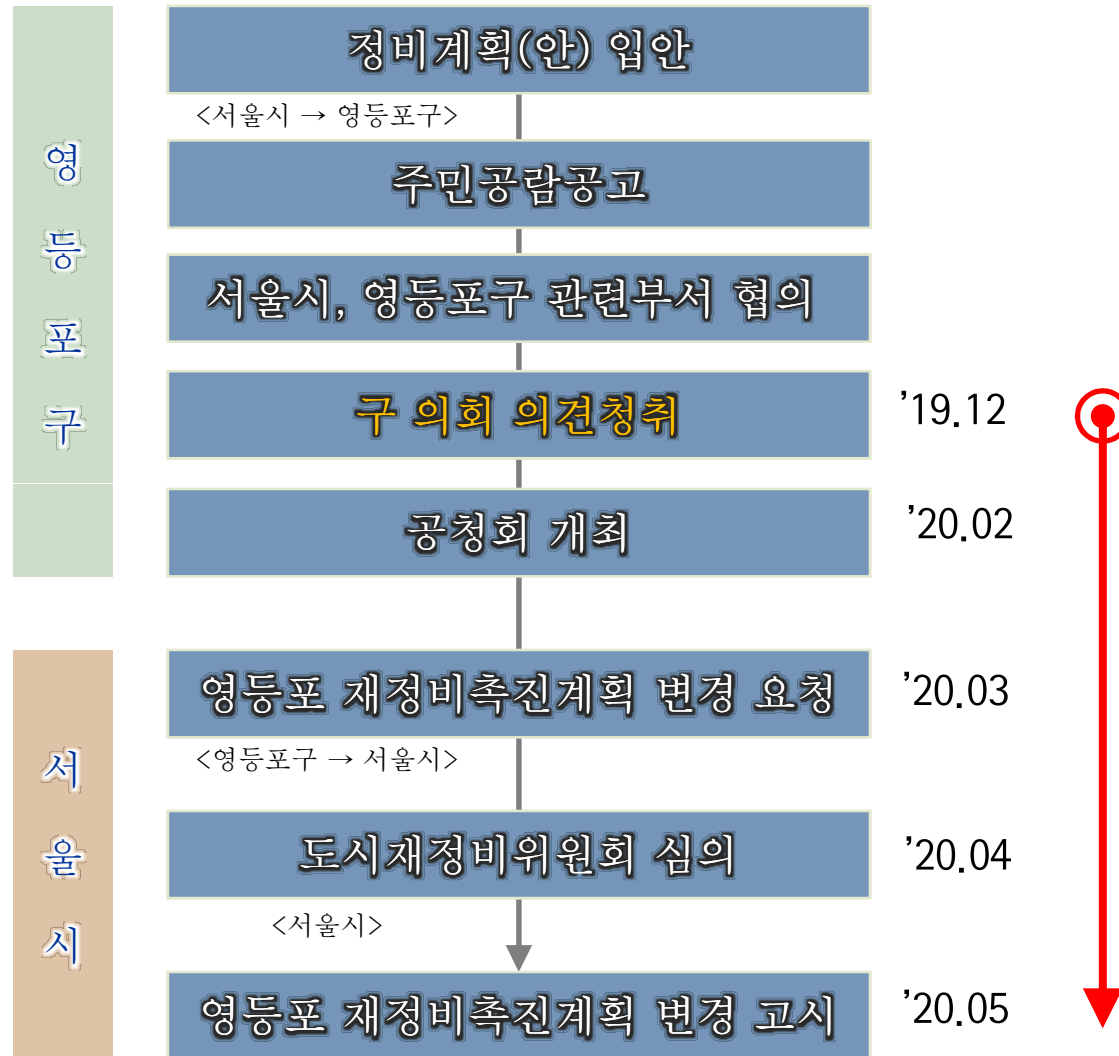 영등포구
정비계획(안) 입안
<서울시 → 영등포구>
주민공람공고
서울시, 영등포구 관련부서 협의
구 의회 의견청취
'19.12
공청회 개최
'20.02
서울시
영등포 재정비촉진계획 변경 요청
'20.03
<영등포구 → 서울시>
도시재정비위원회 심의
'20.04
<서울시>
영등포 재정비촉진계획 변경 고시
'20.05